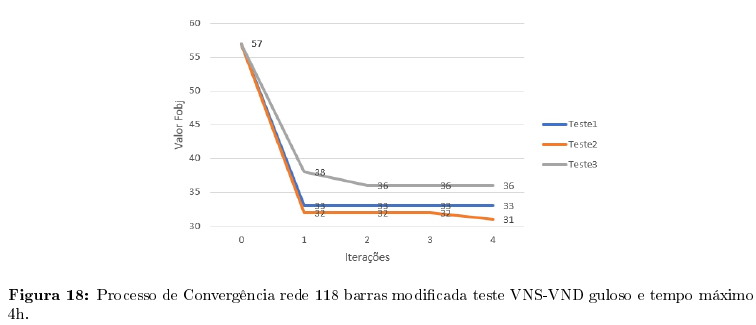 60
55
50
45
40
35
30
Valor Fobj
57
38
36
36
36
33
33
33
33
32
32
32
31
0 1 2 3 4
Iterações
Teste1
Teste2
Teste3
Figura 18: Processo de Convergência rede 118 barras modificada teste VNS-VND guloso e tempo máximo
4h.